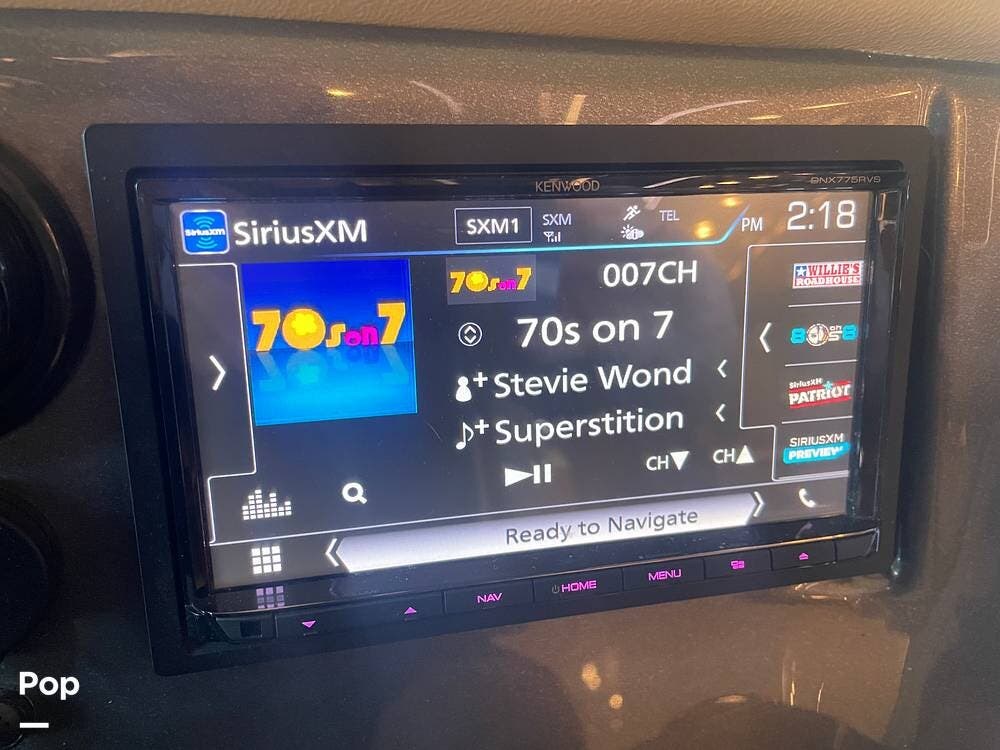 KENWOOD
DNX775RVS
SiriusXM
SiriusXM
SXM1
SXM
TEL
PM 2:18
70s on 7
70s on 7
007CH
70s on 7
Stevie Wond
Superstition
CH▼ CH▲
WILLIE'S
ROADHOUSE
80s on 8
SiriusXM
PATRIOT
SIRIUSXM
PREVIEW
Ready to Navigate
NAV
HOME
MENU
Pop